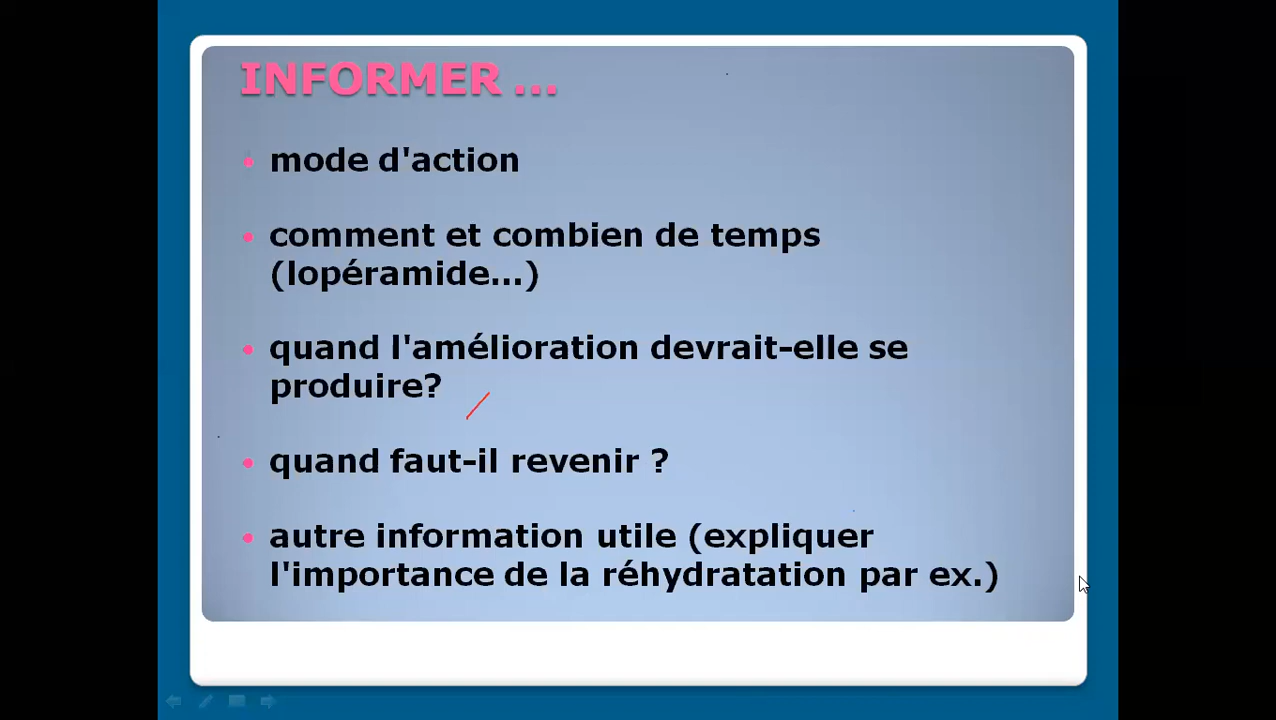 INFORMER ...
mode d'action
comment et combien de temps
(lopéramide...)
quand l'amélioration devrait-elle se
produire?
quand faut-il revenir ?
autre information utile (expliquer
l'importance de la réhydratation par ex.)